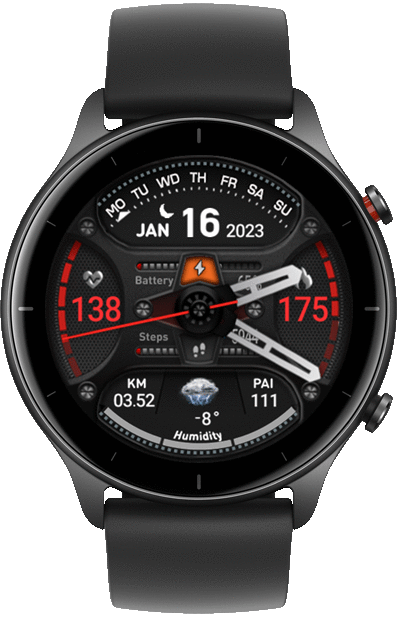 MO TU WD TH FR SA SU
JAN 16 2023
Battery
138 175
Steps
KM PAI
03.52 111
-8°
Humidity